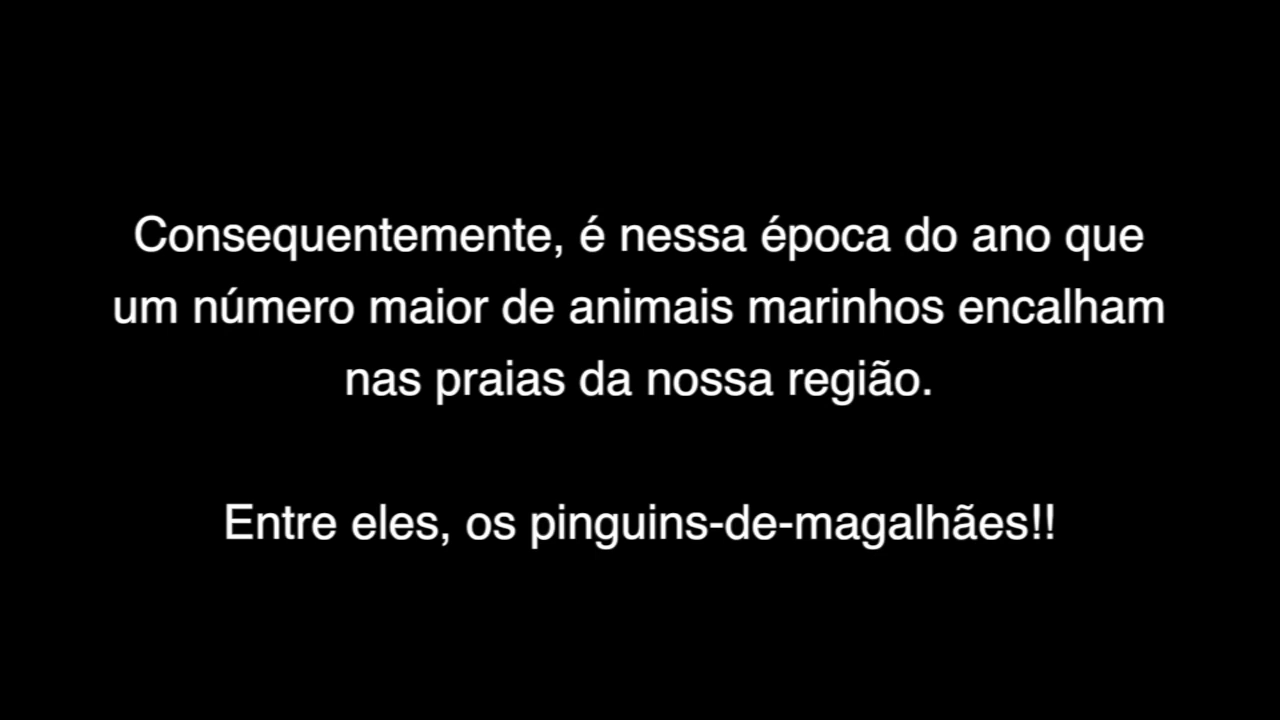 Consequentemente, é nessa época do ano que
um número maior de animais marinhos encalham
nas praias da nossa região.
Entre eles, os pinguins-de-magalhães!!